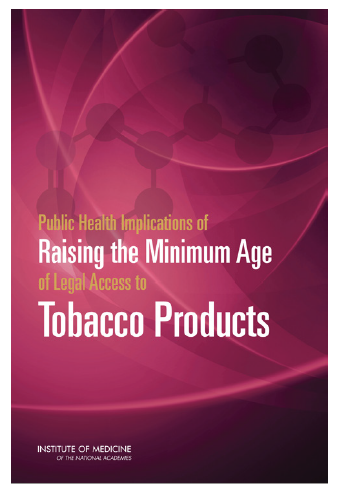 Public Health Implications of
Raising the Minimum Age
of Legal Access to
Tobacco Products
INSTITUTE OF MEDICINE
OF THE NATIONAL ACADEMIES